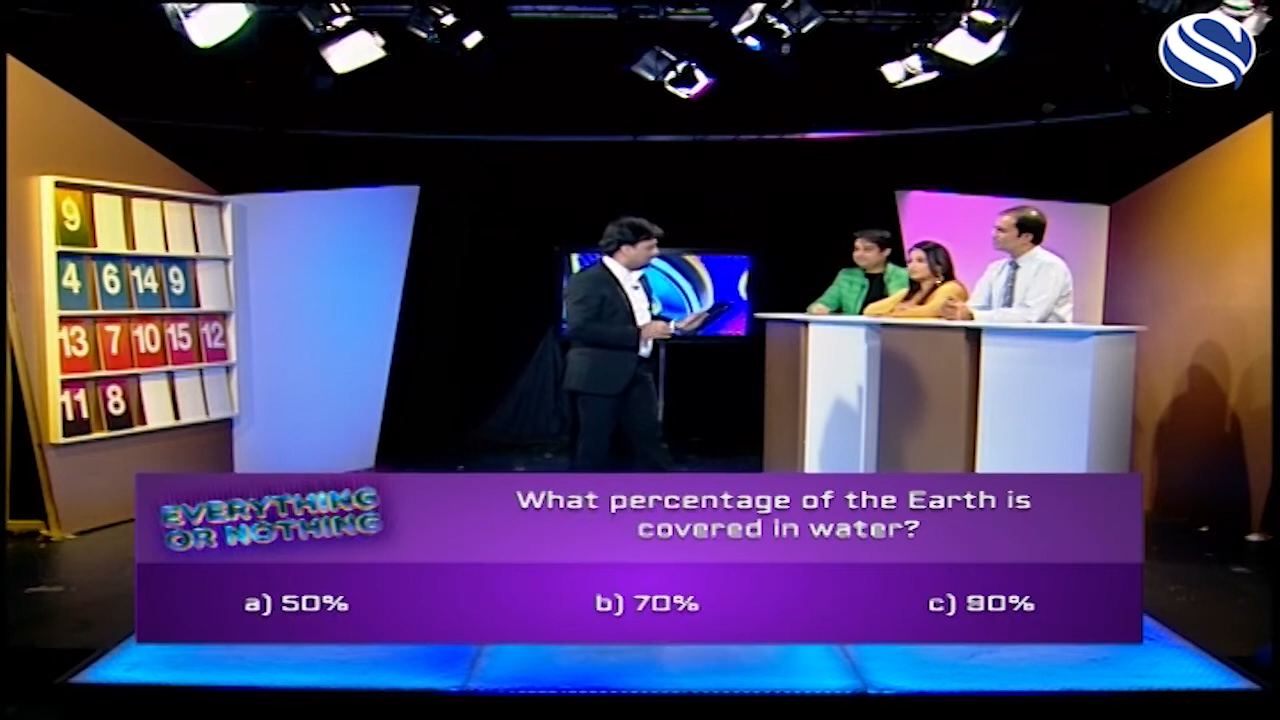 S
9
4 6 14 9
13 7 10 15 12
11 8
EVERYTHING
OR NOTHING
What percentage of the Earth is
covered in water?
a) 50% b) 70% c) 90%